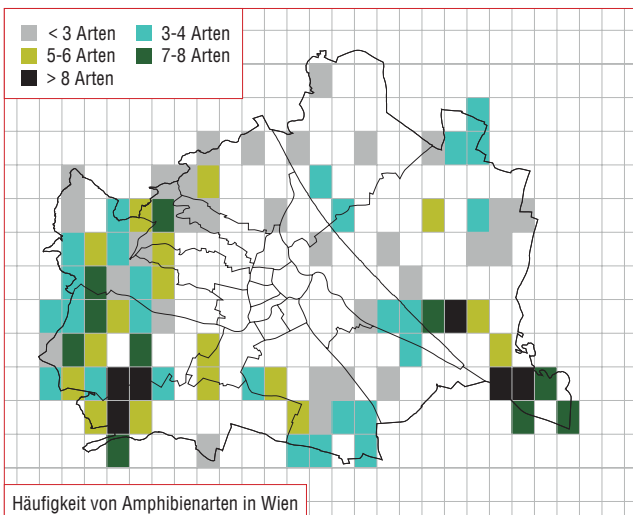 < 3 Arten 3-4 Arten
5-6 Arten 7-8 Arten
> 8 Arten
Häufigkeit von Amphibienarten in Wien